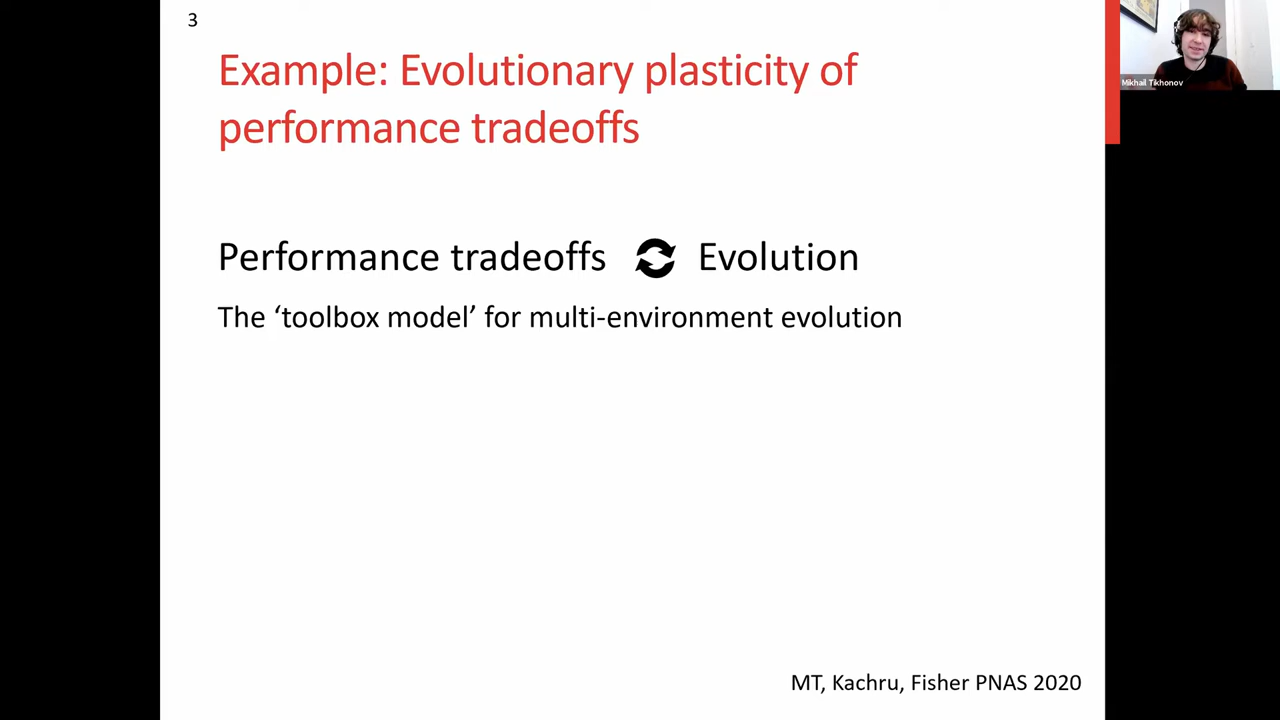 3
Example: Evolutionary plasticity of
performance tradeoffs
Performance tradeoffs Evolution
The ‘toolbox model’ for multi-environment evolution
MT, Kachru, Fisher PNAS 2020
Mikhail Tikhonov